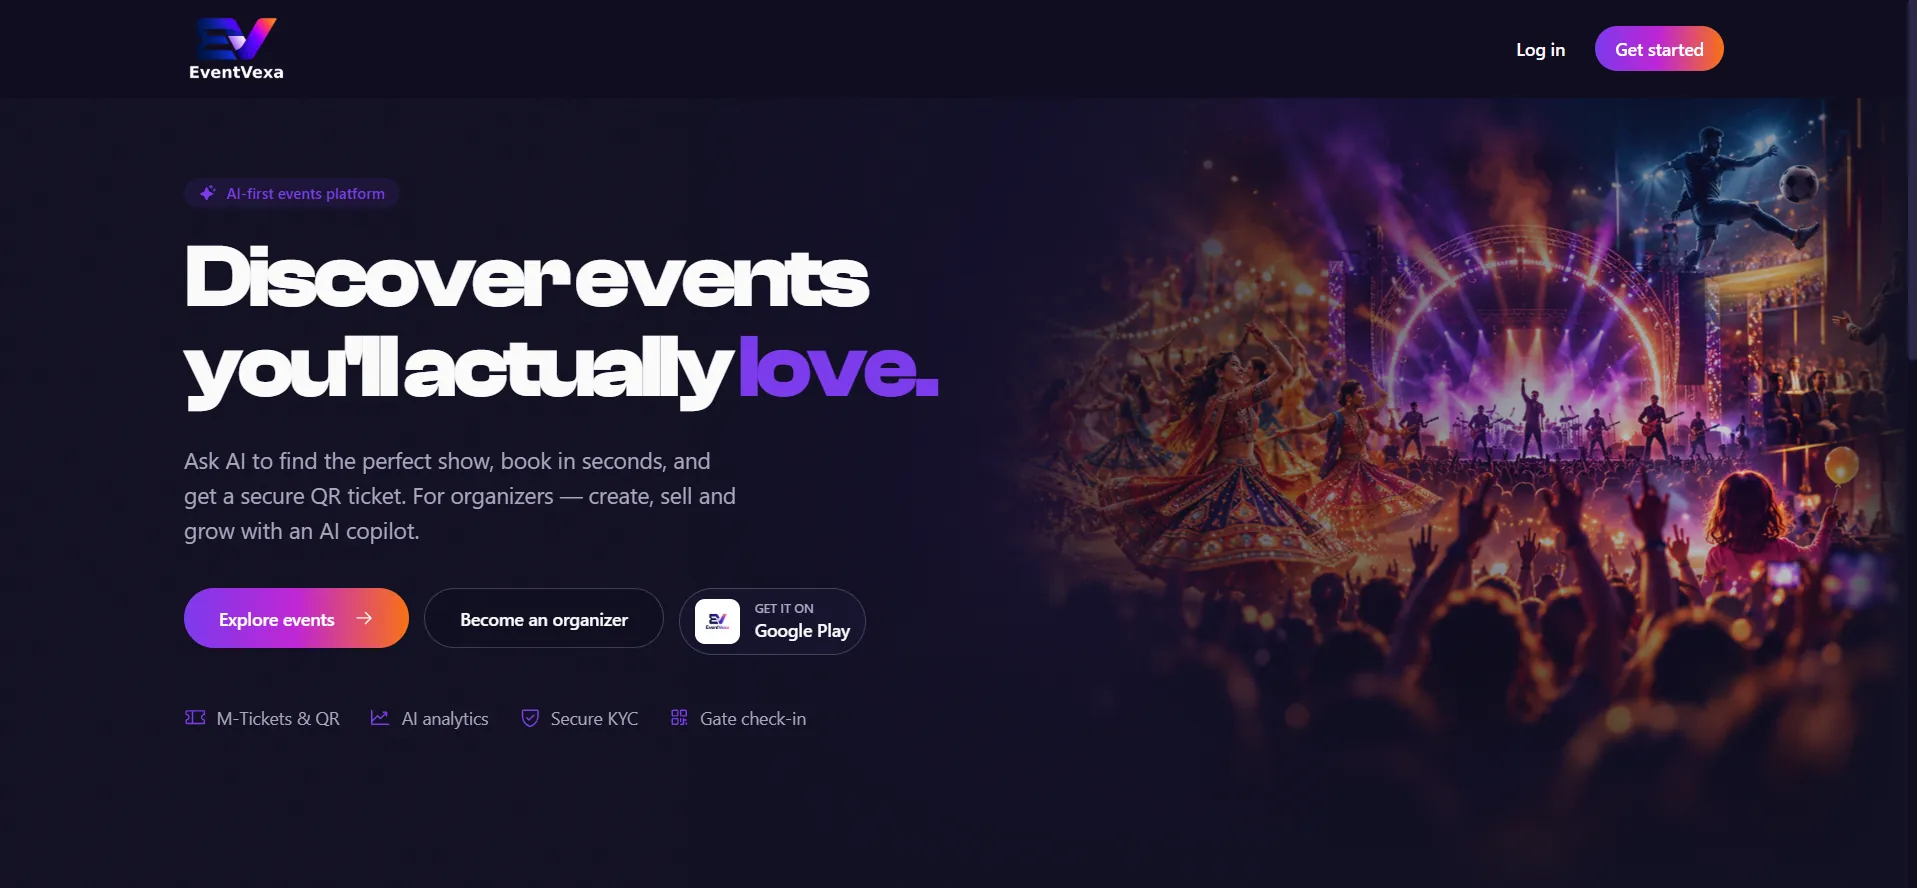 EventVexa
Log in
Get started
AI-first events platform
Discover events
you'll actually love.
Ask AI to find the perfect show, book in seconds, and
get a secure QR ticket. For organizers — create, sell and
grow with an AI copilot.
Explore events
Become an organizer
GET IT ON
Google Play
M-Tickets & QR
AI analytics
Secure KYC
Gate check-in